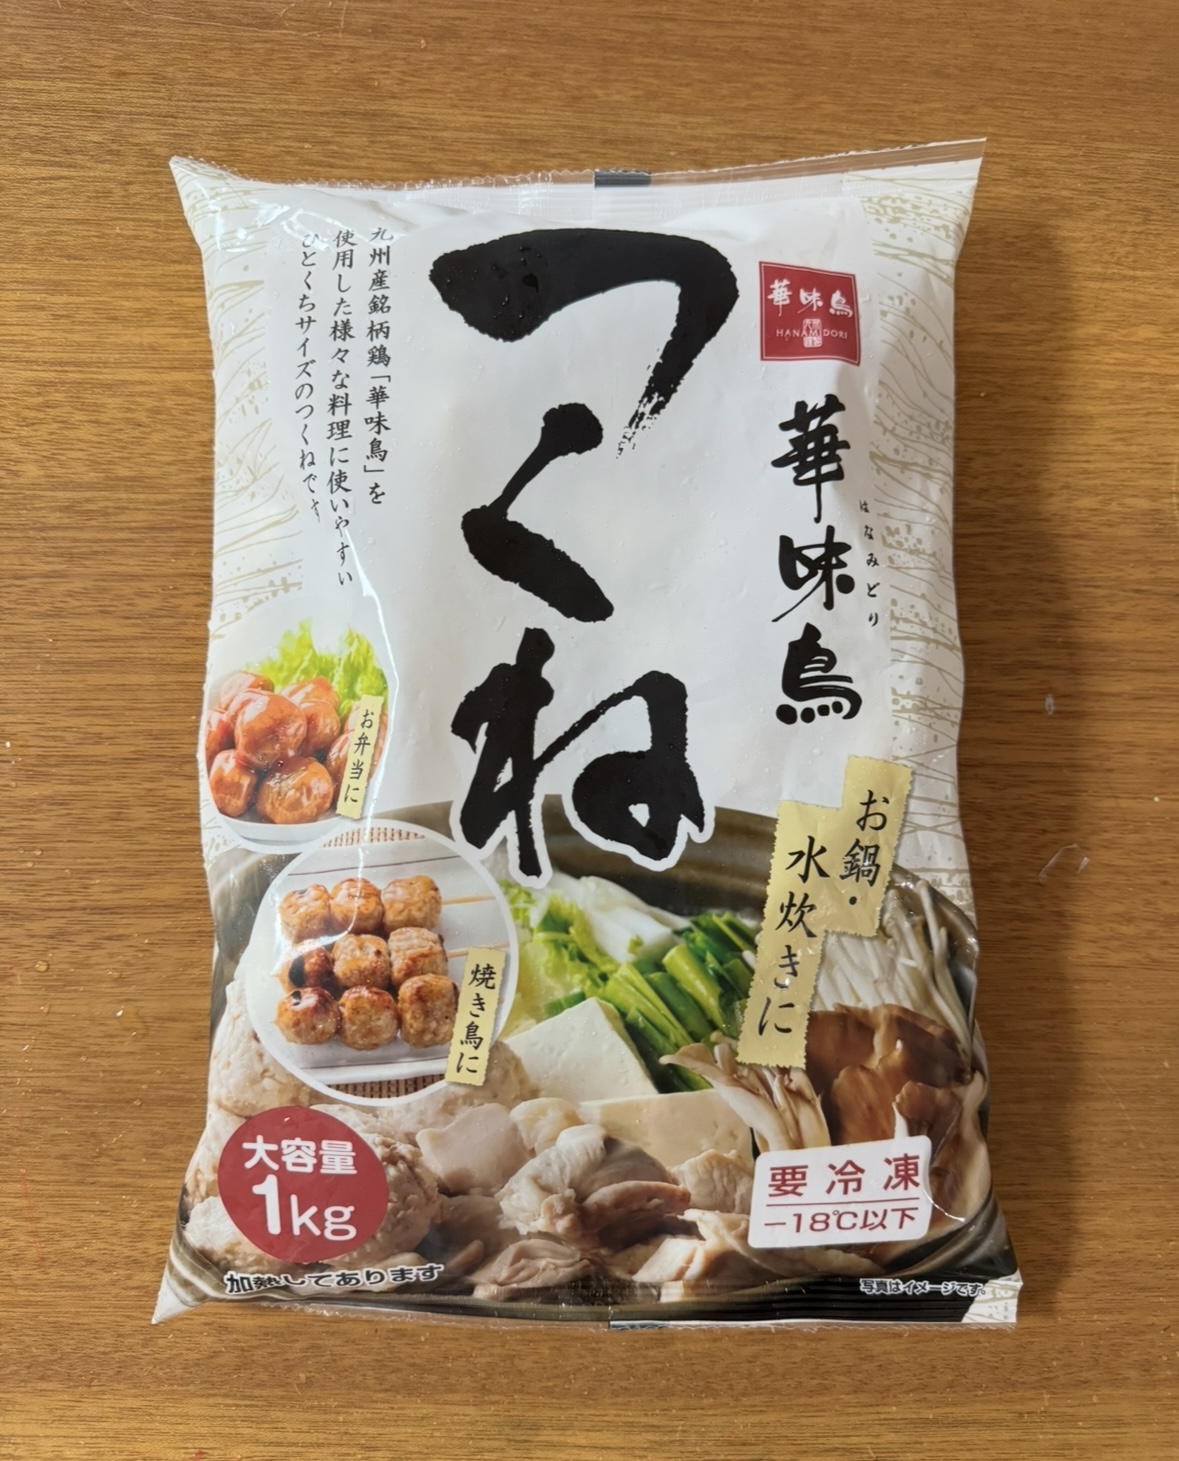 つくね
華味鳥
はなみどり
華味鳥
HANAMIDORI
九州産銘柄鶏「華味鳥」を
使用した様々な料理に使いやすい
ひとくちサイズのつくねです
お弁当に
焼き鳥に
お鍋・
水炊きに
大容量
1kg
要冷凍
-18℃以下
加熱してあります
写真はイメージです。